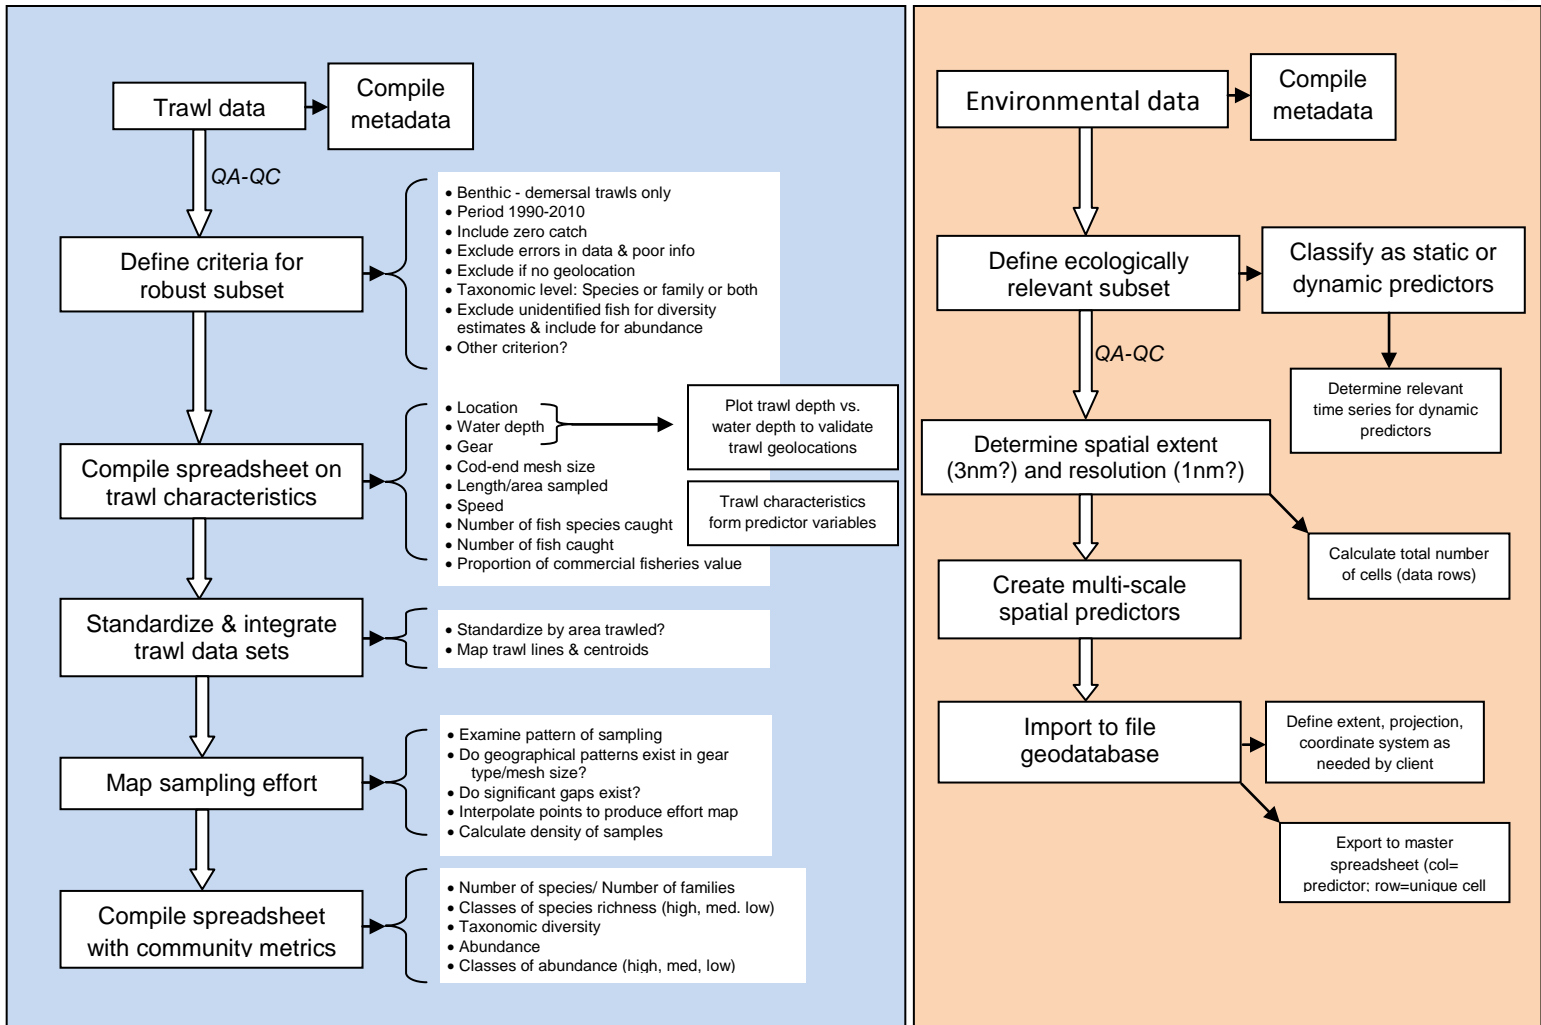 Trawl data
Compile
metadata
QA-QC
Define criteria for
robust subset
• Benthic - demersal trawls only
• Period 1990-2010
• Include zero catch
• Exclude errors in data & poor info
• Exclude if no geolocation
• Taxonomic level: Species or family or both
• Exclude unidentified fish for diversity
estimates & include for abundance
• Other criterion?
Compile spreadsheet on
trawl characteristics
• Location
• Water depth
• Gear
• Cod-end mesh size
• Length/area sampled
• Speed
• Number of fish species caught
• Number of fish caught
• Proportion of commercial fisheries value
Plot trawl depth vs.
water depth to validate
trawl geolocations
Trawl characteristics
form predictor variables
Standardize & integrate
trawl data sets
• Standardize by area trawled?
• Map trawl lines & centroids
Map sampling effort
• Examine pattern of sampling
• Do geographical patterns exist in gear
type/mesh size?
• Do significant gaps exist?
• Interpolate points to produce effort map
• Calculate density of samples
Compile spreadsheet
with community metrics
• Number of species/ Number of families
• Classes of species richness (high, med. low)
• Taxonomic diversity
• Abundance
• Classes of abundance (high, med, low)
Environmental data
Compile
metadata
Define ecologically
relevant subset
Classify as static or
dynamic predictors
QA-QC
Determine relevant
time series for dynamic
predictors
Determine spatial extent
(3nm?) and resolution (1nm?)
Calculate total number
of cells (data rows)
Create multi-scale
spatial predictors
Import to file
geodatabase
Define extent, projection,
coordinate system as
needed by client
Export to master
spreadsheet (col=
predictor; row=unique cell